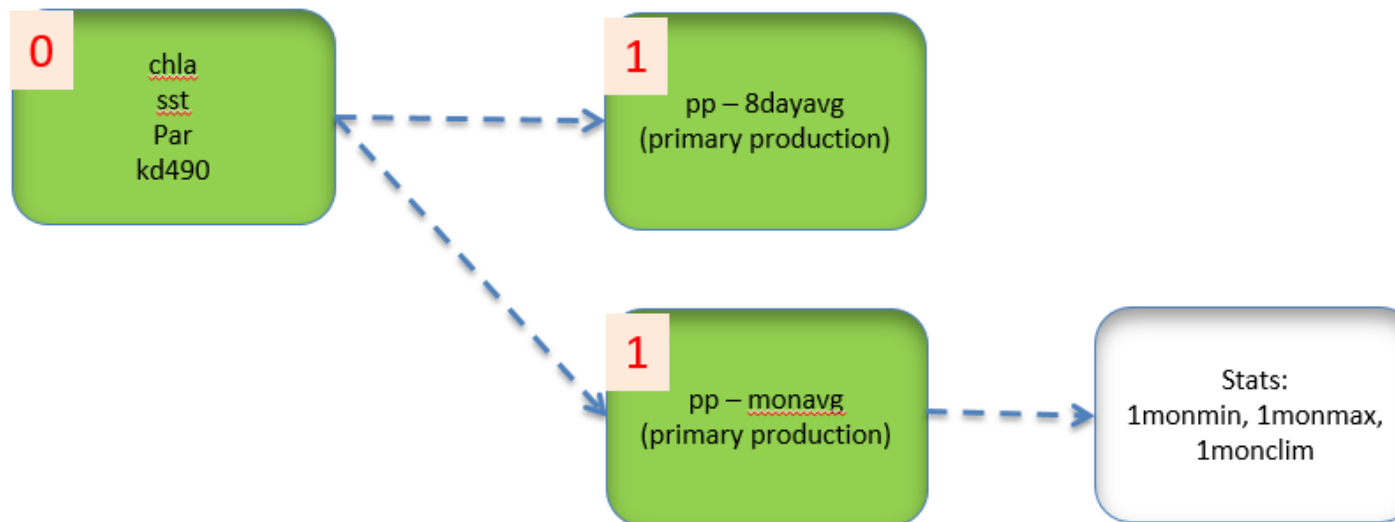 0
chla
sst
Par
kd490
1
pp – 8dayavg
(primary production)
1
pp – monavg
(primary production)
Stats:
1monmin, 1monmax,
1monclim